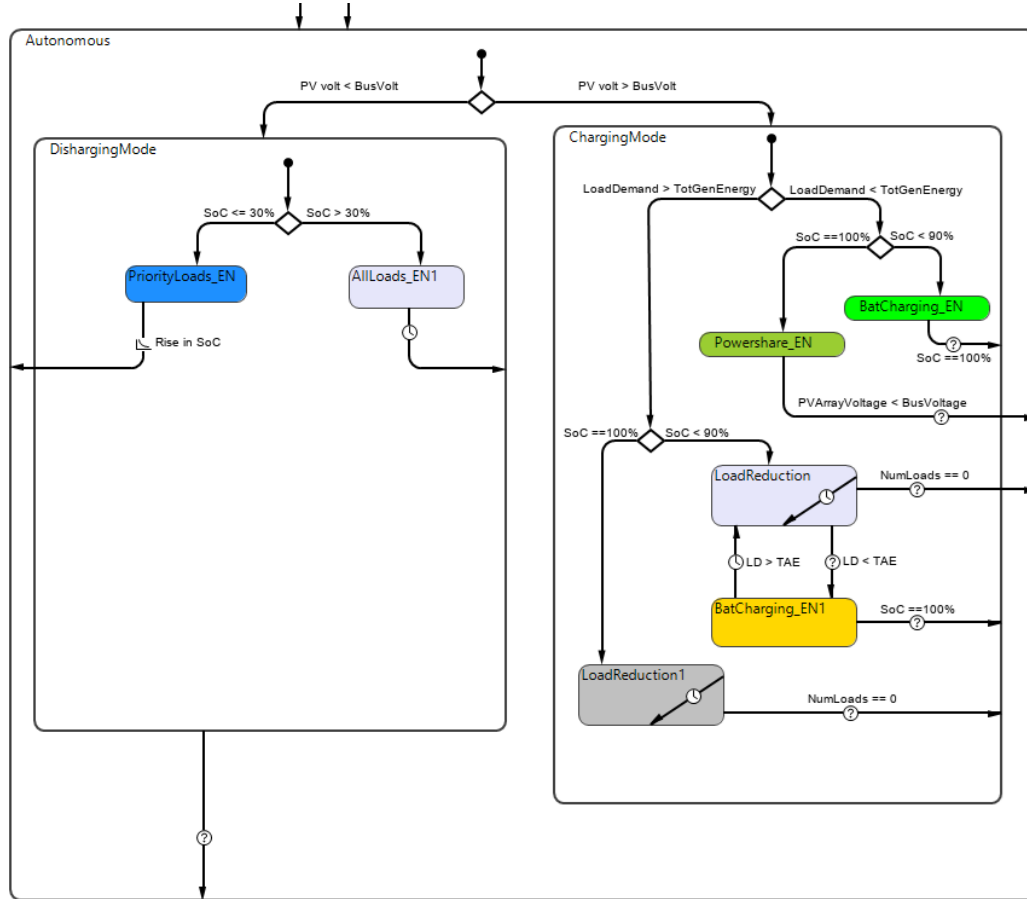 Autonomous
PV volt < BusVolt
PV volt > BusVolt
DishargingMode
SoC <= 30%
SoC > 30%
PriorityLoads_EN
AllLoads_EN1
Rise in SoC
ChargingMode
LoadDemand > TotGenEnergy
LoadDemand < TotGenEnergy
SoC ==100%
SoC < 90%
BatCharging_EN
Powershare_EN
?
SoC ==100%
PVArrayVoltage < BusVoltage
?
SoC ==100%
SoC < 90%
LoadReduction
NumLoads == 0
?
LD > TAE
?
LD < TAE
BatCharging_EN1
SoC ==100%
?
LoadReduction1
NumLoads == 0
?
?